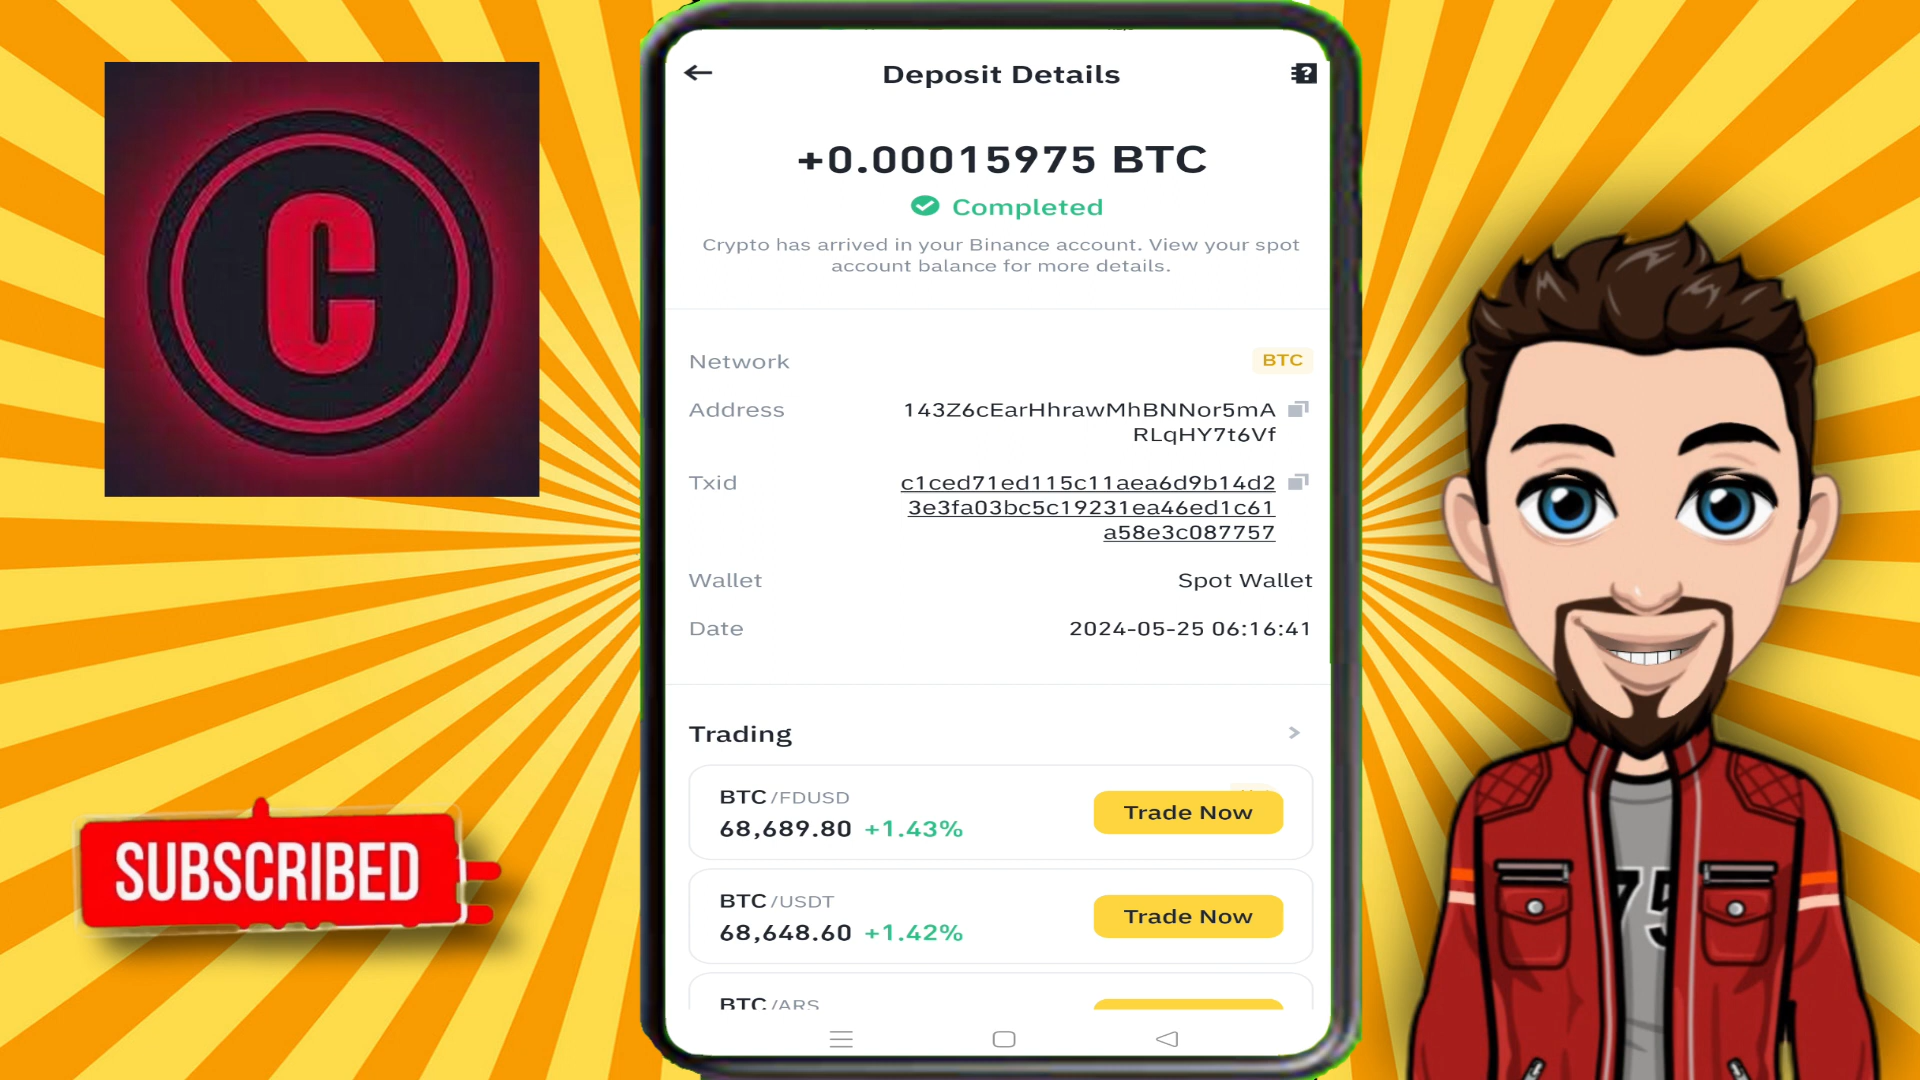 C
Deposit Details
+0.00015975 BTC
Completed
Crypto has arrived in your Binance account. View your spot
account balance for more details.
Network BTC
Address 143Z6cEarHhrawMhBNNor5mA
RLqHY7t6Vf
Txid c1ced71ed115c11aea6d9b14d2
3e3fa03bc5c19231ea46ed1c61
a58e3c087757
Wallet Spot Wallet
Date 2024-05-25 06:16:41
Trading
BTC/FDUSD
68,689.80 +1.43%
Trade Now
BTC/USDT
68,648.60 +1.42%
Trade Now
BTC/ARS
SUBSCRIBED
75